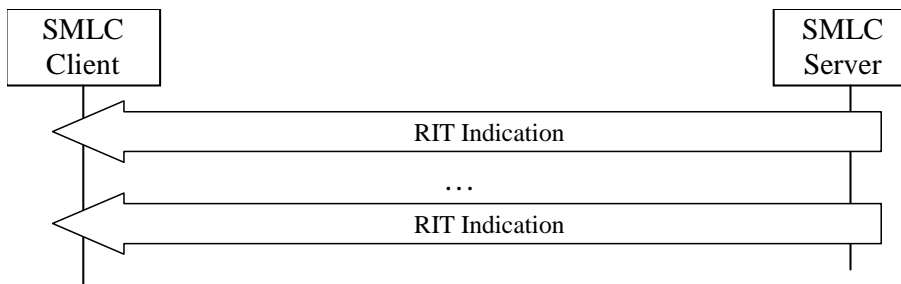 SMLC
Client
SMLC
Server
RIT Indication
...
RIT Indication